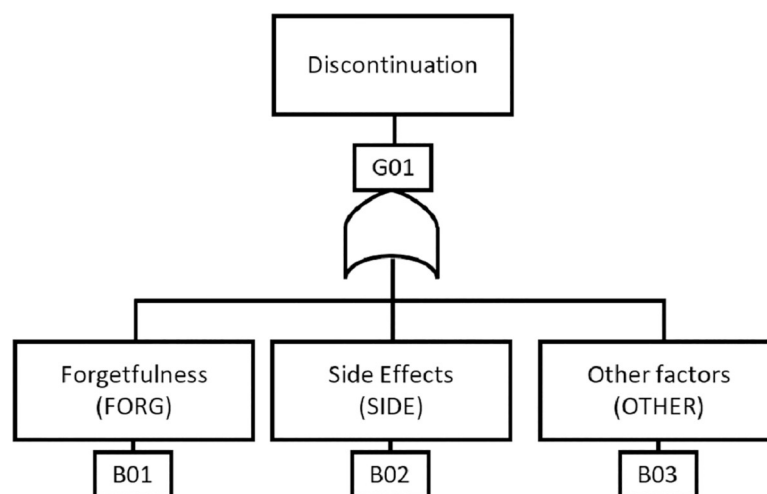 Discontinuation
G01
Forgetfulness
(FORG)
Side Effects
(SIDE)
Other factors
(OTHER)
B01
B02
B03